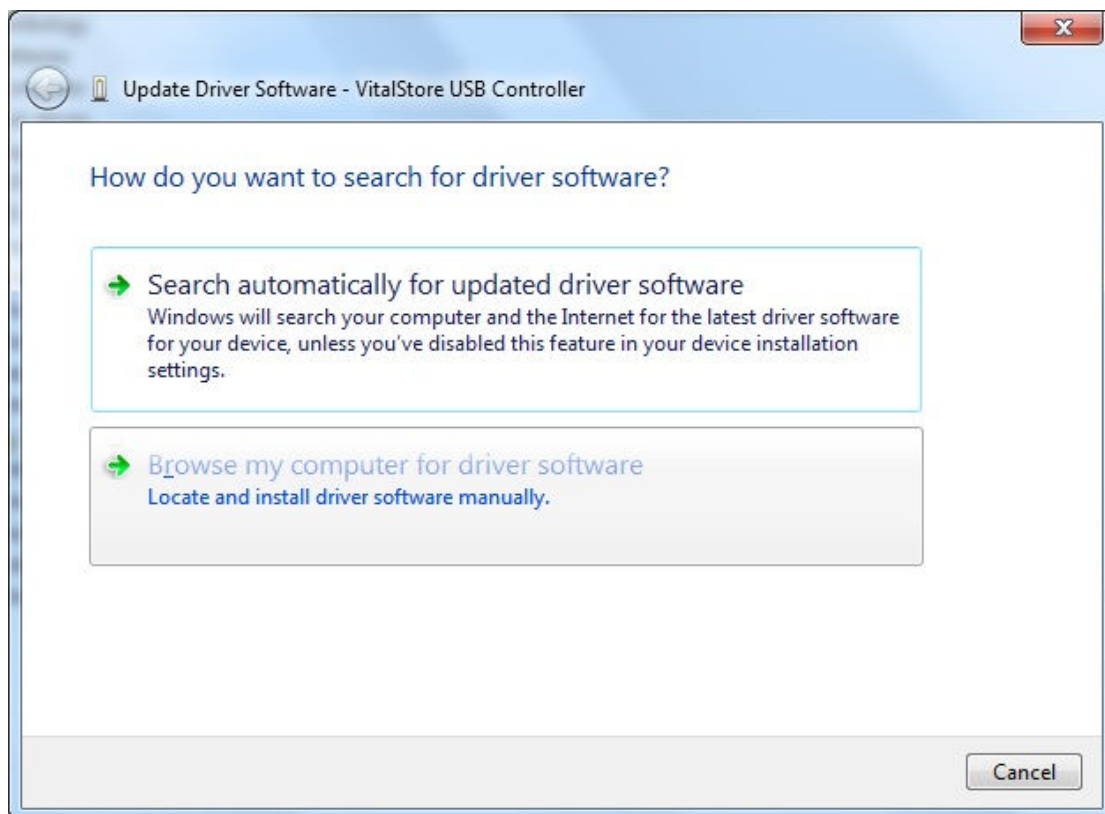 Update Driver Software - VitalStore USB Controller
How do you want to search for driver software?
Search automatically for updated driver software
Windows will search your computer and the Internet for the latest driver software
for your device, unless you've disabled this feature in your device installation
settings.
Browse my computer for driver software
Locate and install driver software manually.
Cancel